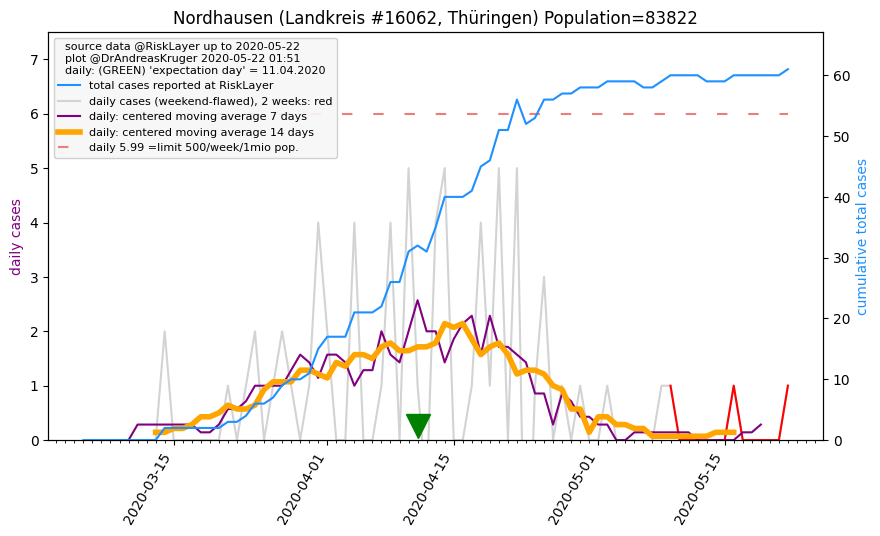 Nordhausen (Landkreis #16062, Thüringen) Population=83822
source data @RiskLayer up to 2020-05-22
plot @DrAndreasKruger 2020-05-22 01:51
daily: (GREEN) 'expectation day' = 11.04.2020
total cases reported at RiskLayer
daily cases (weekend-flawed), 2 weeks: red
daily: centered moving average 7 days
daily: centered moving average 14 days
daily 5.99 =limit 500/week/1mio pop.
daily cases
7
6
5
4
3
2
1
0
cumulative total cases
60
50
40
30
20
10
0
2020-03-15
2020-04-01
2020-04-15
2020-05-01
2020-05-15